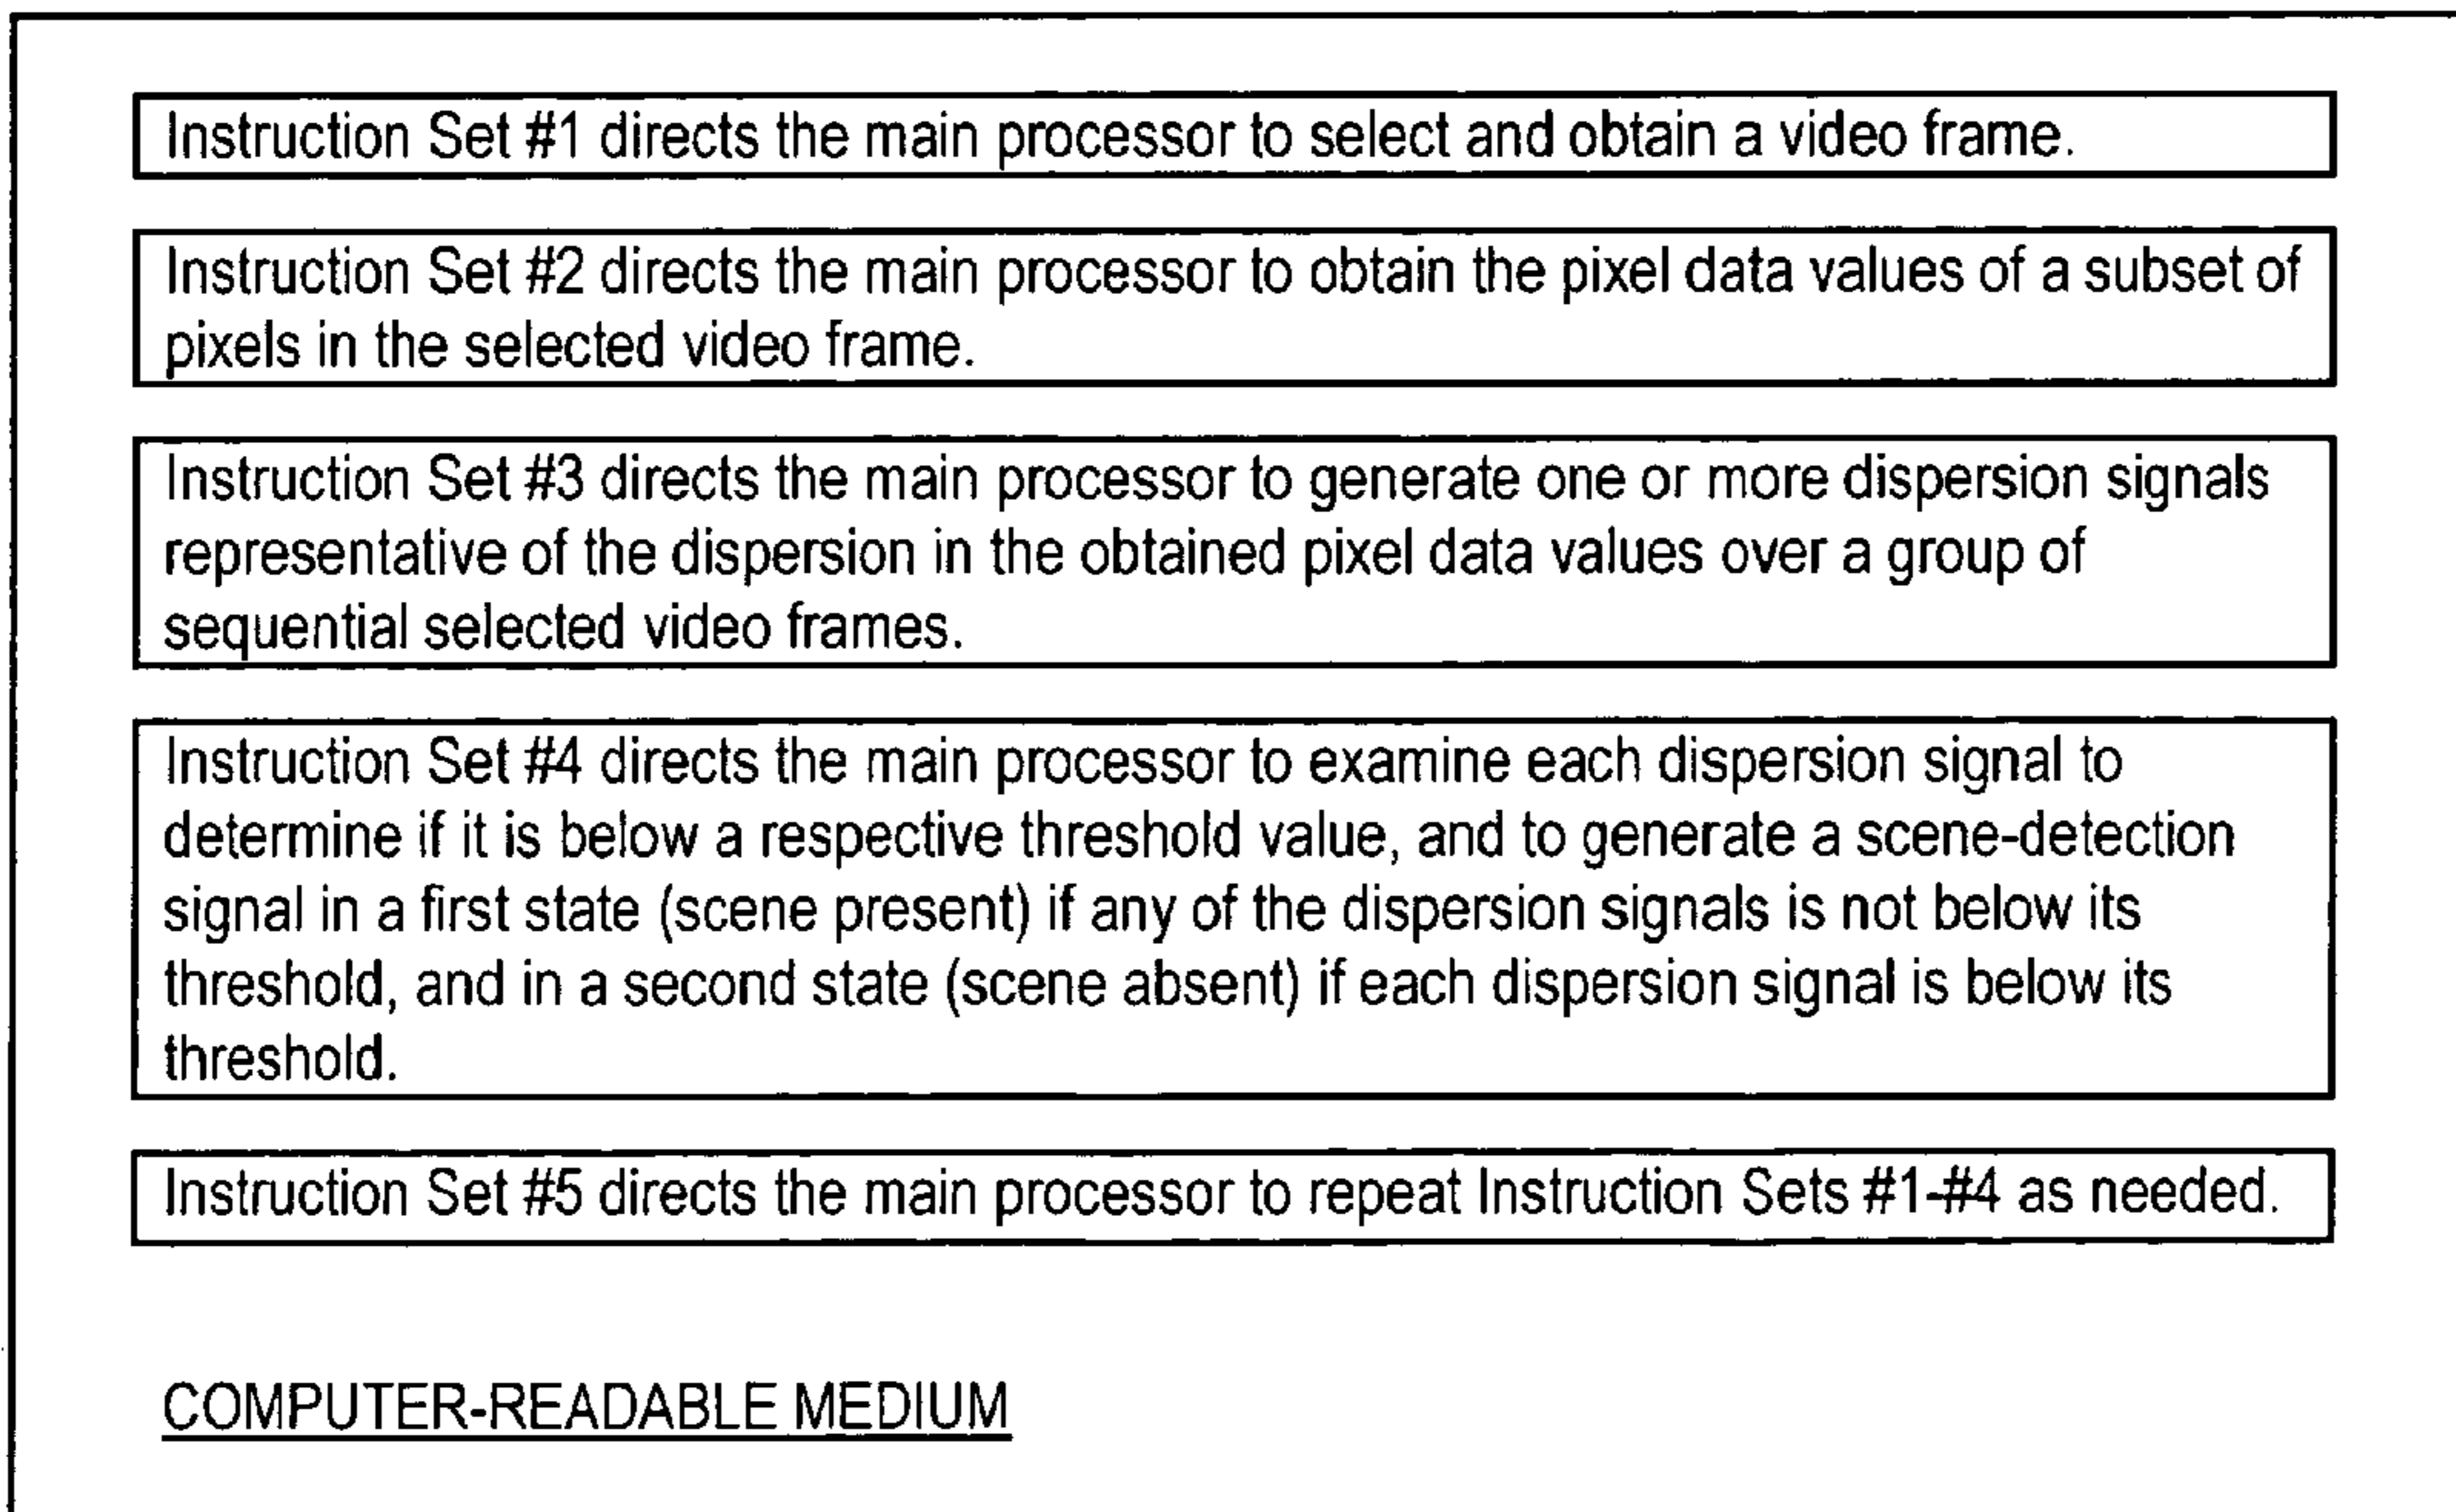 Instruction Set #1 directs the main processor to select and obtain a video frame.
Instruction Set #2 directs the main processor to obtain the pixel data values of a subset of
pixels in the selected video frame.
Instruction Set #3 directs the main processor to generate one or more dispersion signals
representative of the dispersion in the obtained pixel data values over a group of
sequential selected video frames.
Instruction Set #4 directs the main processor to examine each dispersion signal to
determine if it is below a respective threshold value, and to generate a scene-detection
signal in a first state (scene present) if any of the dispersion signals is not below its
threshold, and in a second state (scene absent) if each dispersion signal is below its
threshold.
Instruction Set #5 directs the main processor to repeat Instruction Sets #1-#4 as needed.
COMPUTER-READABLE MEDIUM